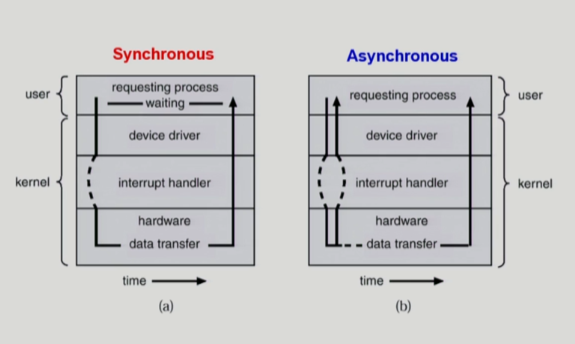 Synchronous
user
requesting process
waiting
device driver
kernel
interrupt handler
hardware
data transfer
time
(a)
Asynchronous
requesting process
user
device driver
interrupt handler
kernel
hardware
data transfer
time
(b)